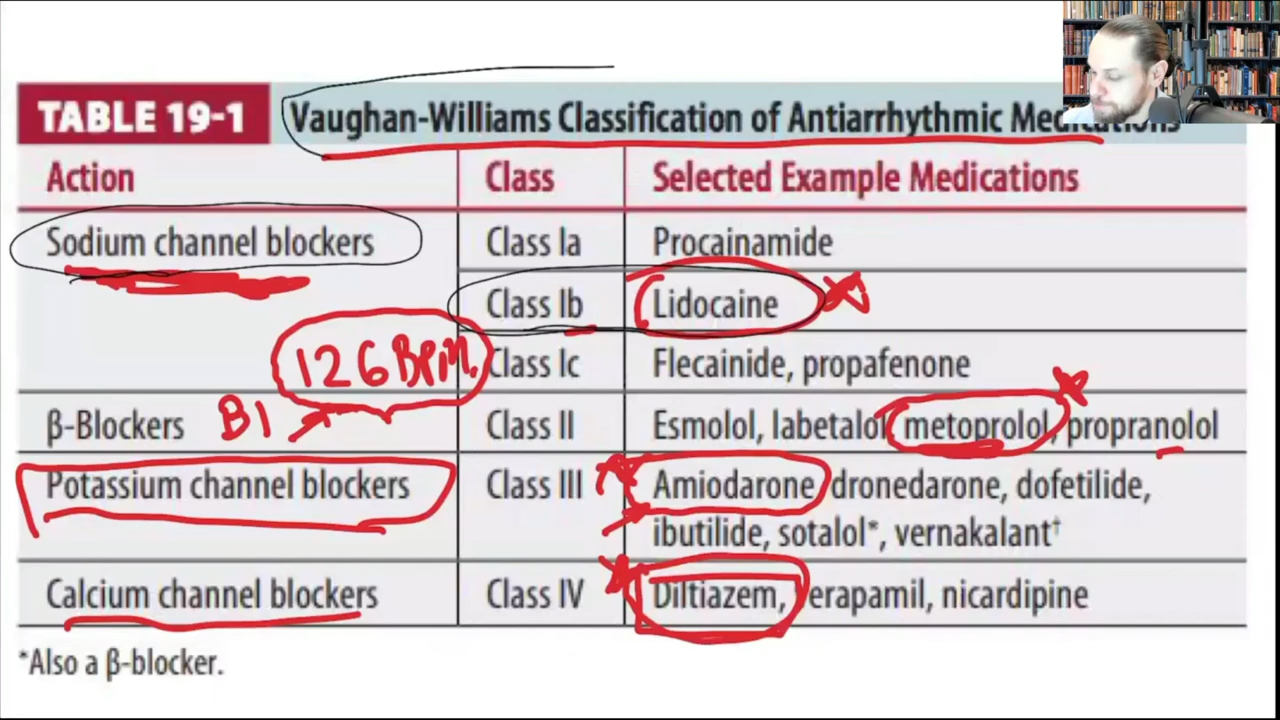 TABLE 19-1 Vaughan-Williams Classification of Antiarrhythmic Medications
Action Class Selected Example Medications
Sodium channel blockers Class Ia Procainamide
Class Ib Lidocaine
126 BPM. Class Ic Flecainide, propafenone
β-Blockers B1 Class II Esmolol, labetalol, metoprolol, propranolol
Potassium channel blockers Class III Amiodarone, dronedarone, dofetilide,
ibutilide, sotalol*, vernakalant†
Calcium channel blockers Class IV Diltiazem, verapamil, nicardipine
*Also a β-blocker.